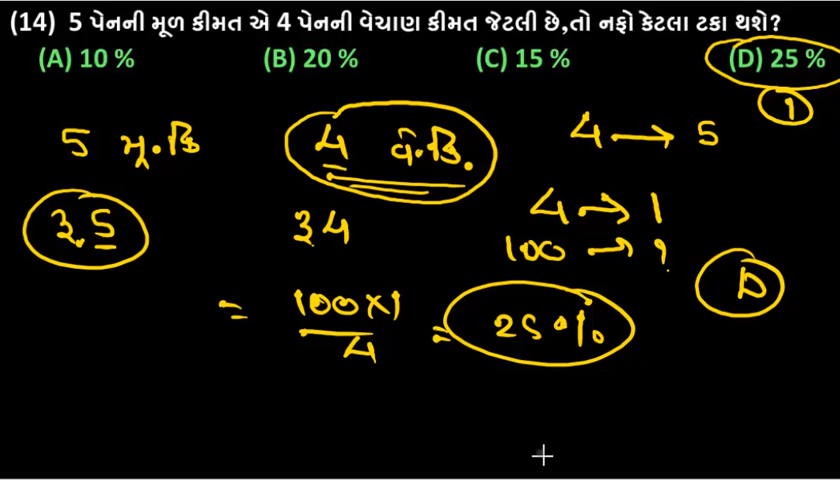 (14) 5 પેનની મૂળ કીમત એ 4 પેનની વેચાણ કીમત જેટલી છે,તો નફો કેટલા ટકા થશે?
(A) 10 % (B) 20 % (C) 15 % (D) 25 %
1
5 મૂ.કિ 4 વે.કિ. 4 → 5
રૂ.5 રૂ 4 4 → 1
100 → ?
D
= 100×1/4 = 25%